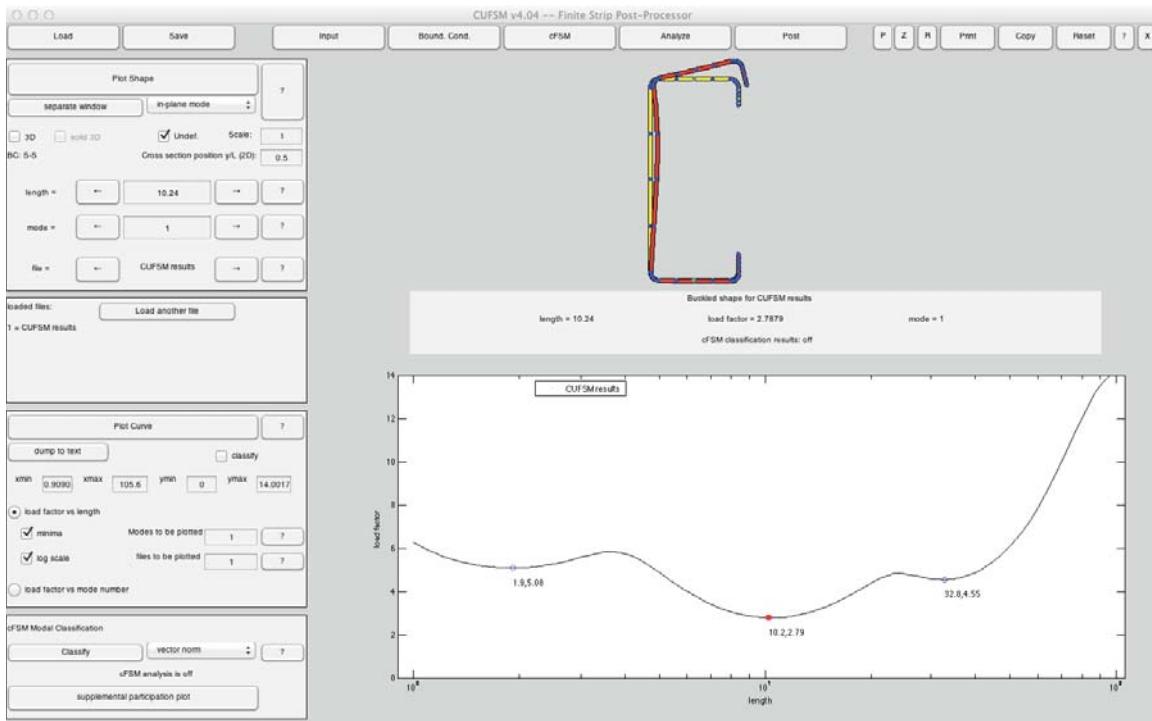 CUFSM v4.04 -- Finite Strip Post-Processor
Load Save Input Bound. Cond. cFSM Analyze Post P Z R Print Copy Reset ? X
Plot Shape ?
separate window in-plane mode
3D solid 3D Undef. Scale: 1
BC: S-S Cross section position y/L (2D): 0.5
length = ← 10.24 → ?
mode = ← 1 → ?
file = ← CUFSM results → ?
loaded files: Load another file
1 = CUFSM results
Buckled shape for CUFSM results
length = 10.24 load factor = 2.7879 mode = 1
cFSM classification results: off
Plot Curve ?
dump to text classify
xmin 0.9090 xmax 105.6 ymin 0 ymax 14.0017
load factor vs length
minima Modes to be plotted 1 ?
log scale files to be plotted 1 ?
load factor vs mode number
cFSM Modal Classification
Classify vector norm ?
cFSM analysis is off
supplemental participation plot
CUFSM results
14
12
10
8
6
4
2
0
load factor
1.9,5.08
10.2,2.79
32.8,4.55
10⁰ 10¹ 10²
length